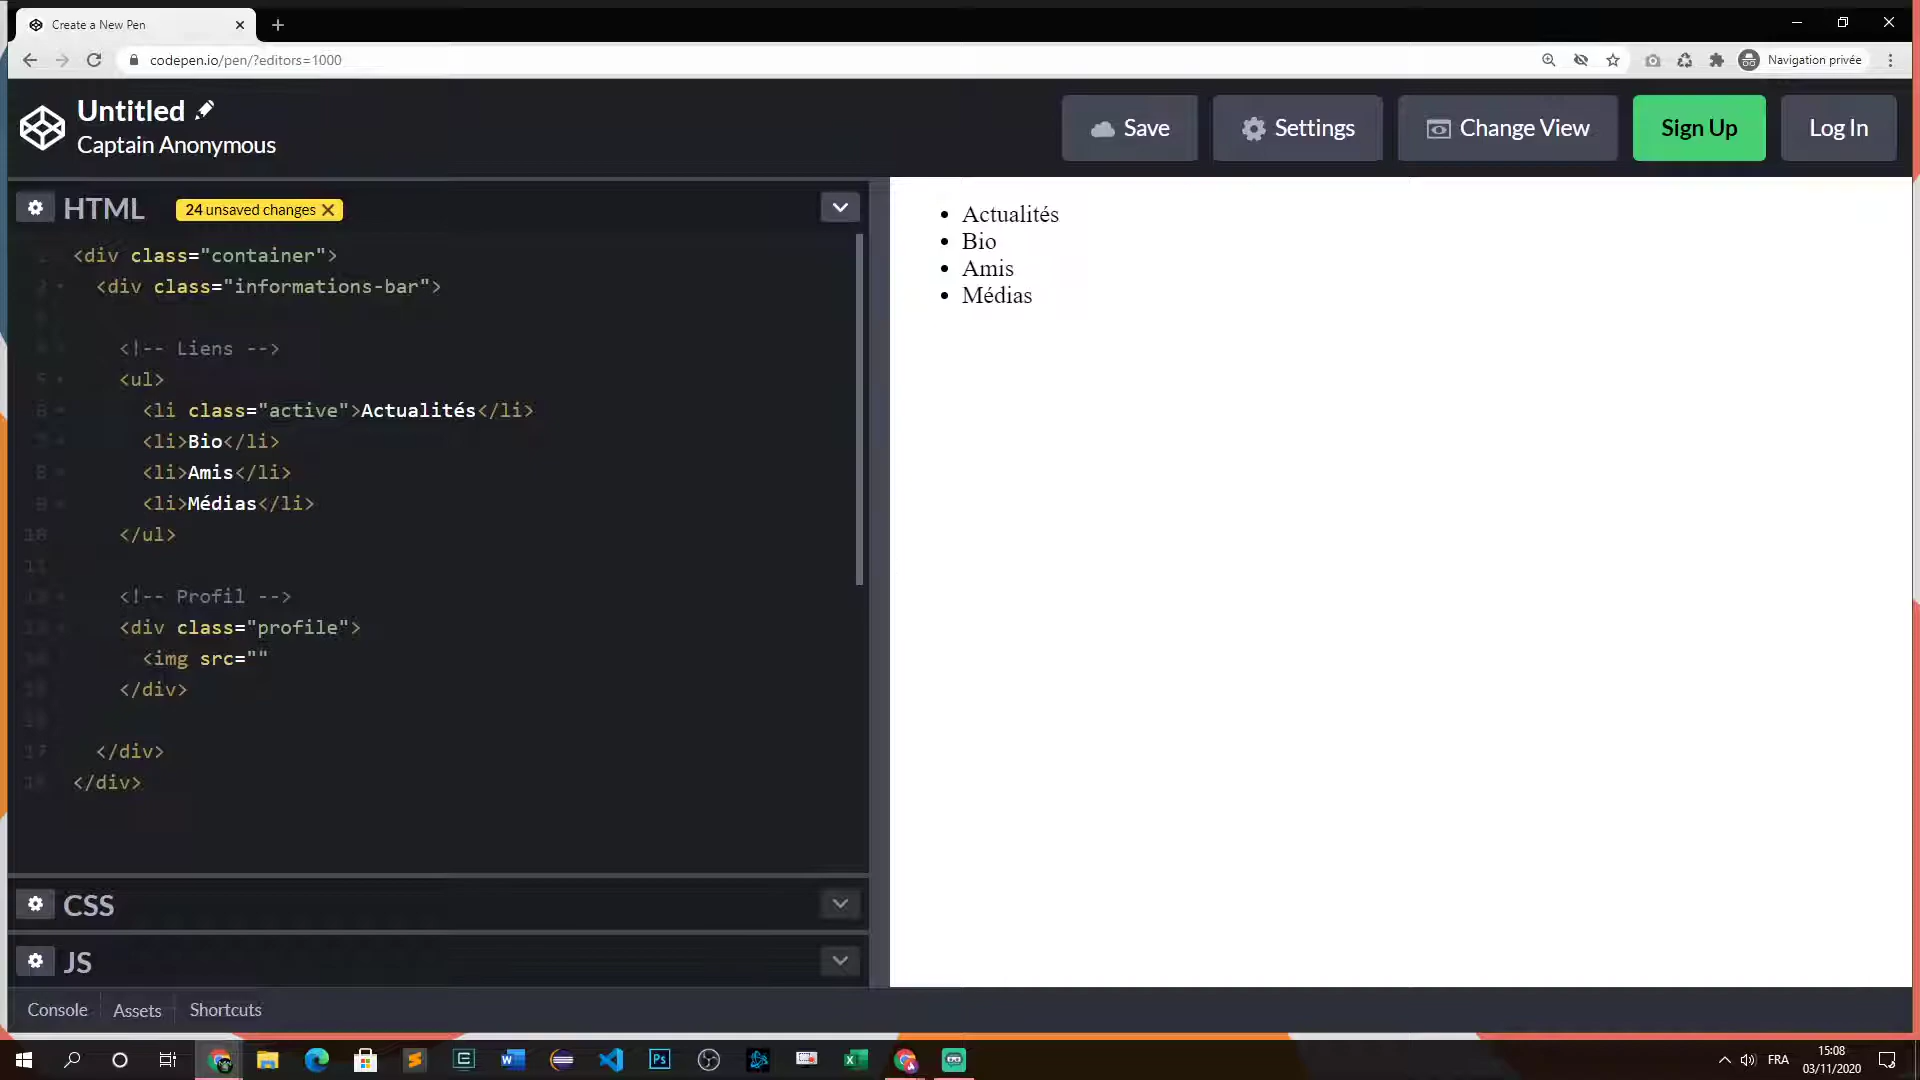 Create a New Pen
codepen.io/pen/?editors=1000
Navigation privée
Untitled
Captain Anonymous
Save
Settings
Change View
Sign Up
Log In
HTML
24 unsaved changes
<div class="container">
<div class="informations-bar">
<!-- Liens -->
<ul>
<li class="active">Actualités</li>
<li>Bio</li>
<li>Amis</li>
<li>Médias</li>
</ul>
<!-- Profil -->
<div class="profile">
<img src=""
</div>
</div>
</div>
Actualités
Bio
Amis
Médias
CSS
JS
Console
Assets
Shortcuts
FRA
15:08
03/11/2020